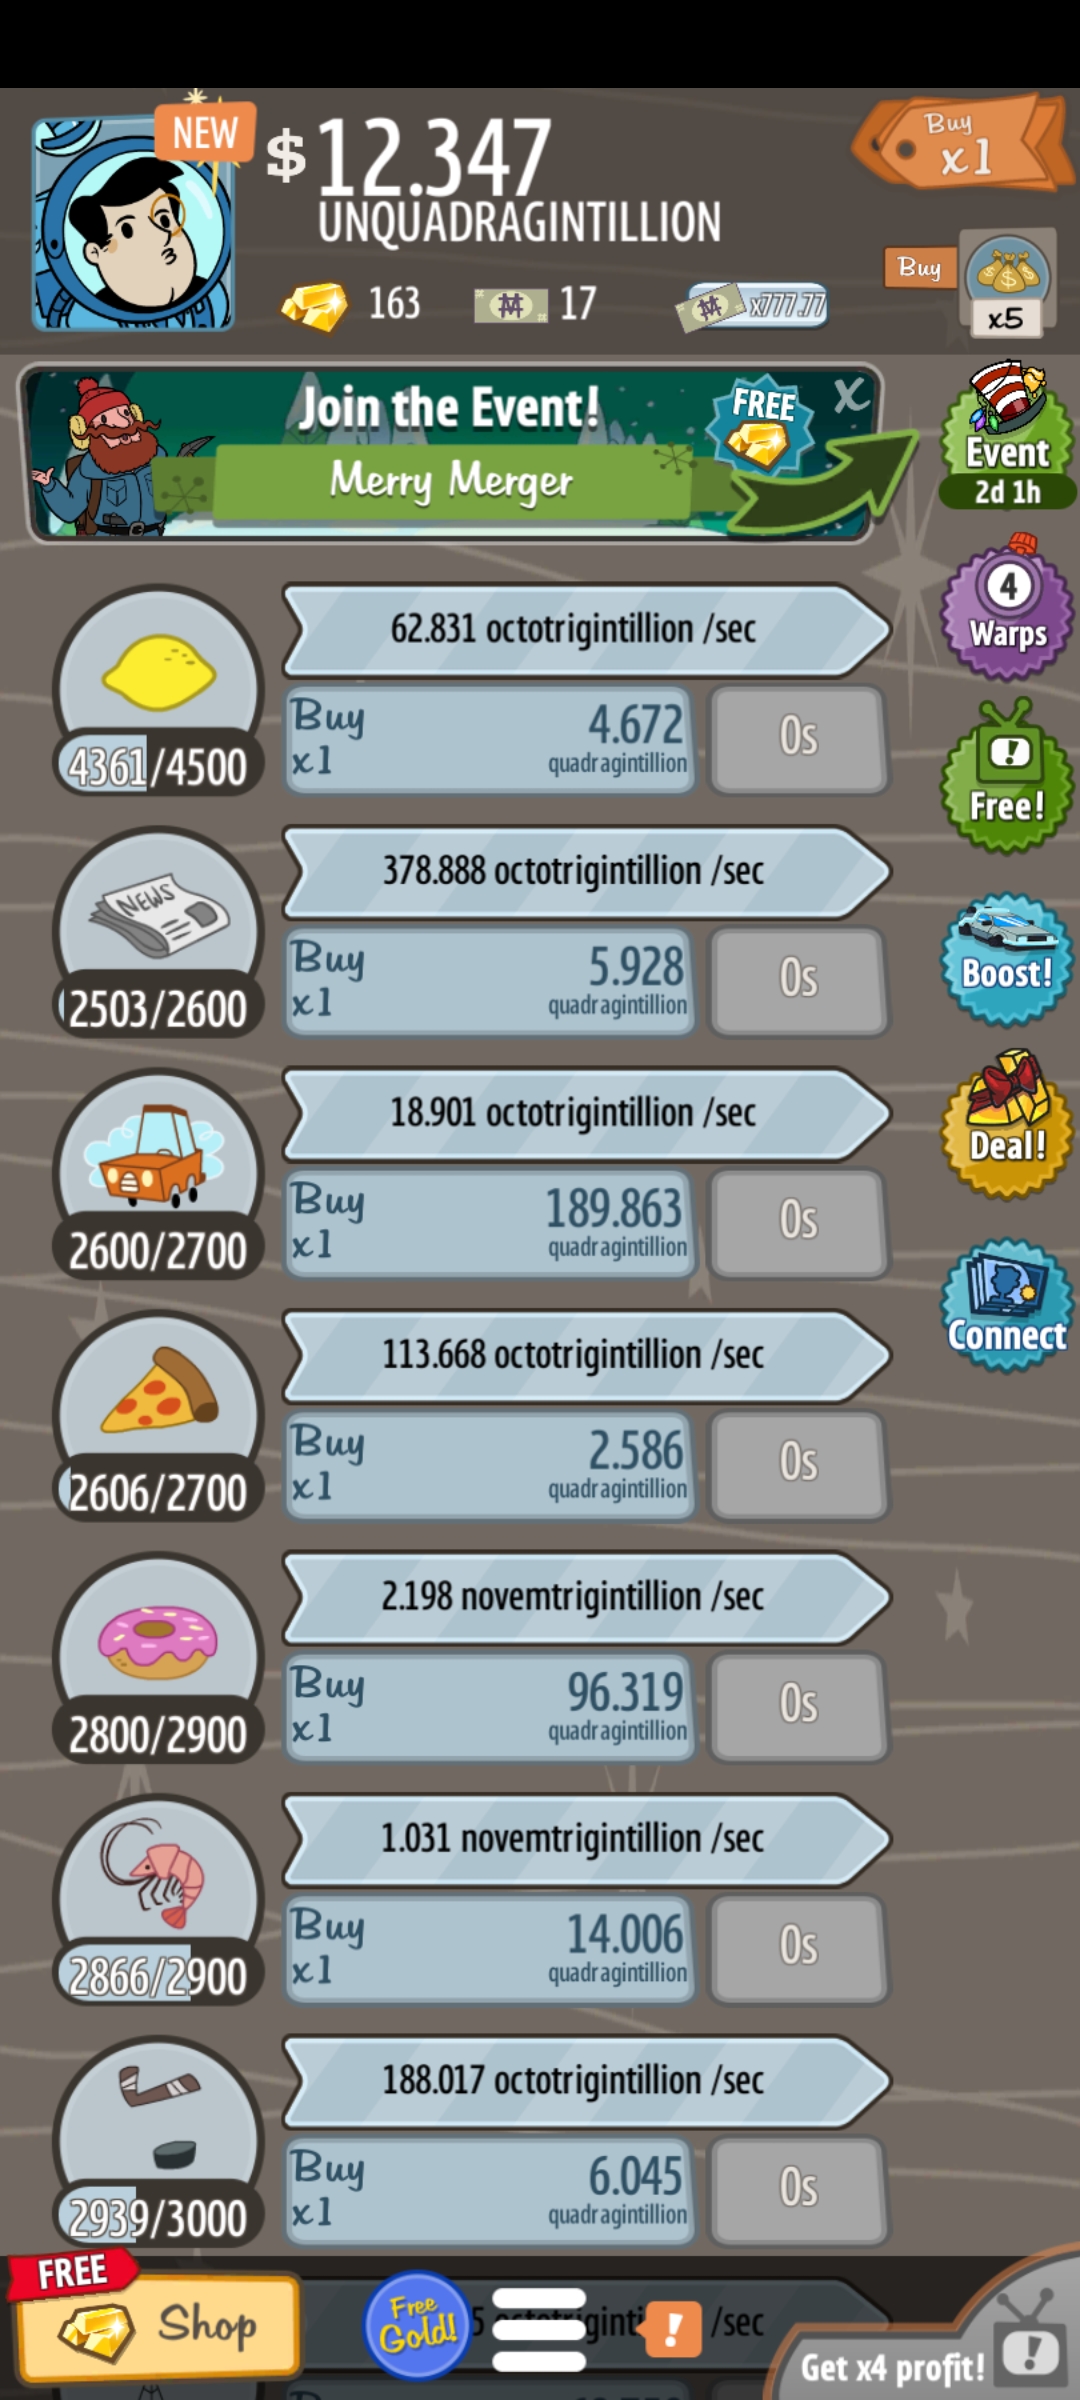 NEW
$12.347
UNQUADRAGINTILLION
Buy
x1
163
17
x777.77
Buy
x5
Join the Event!
Merry Merger
FREE
X
Event
2d 1h
4
Warps
!
Free!
Boost!
Deal!
Connect
62.831 octotrigintillion /sec
4361/4500
Buy
x1
4.672
quadragintillion
0s
NEWS
378.888 octotrigintillion /sec
2503/2600
Buy
x1
5.928
quadragintillion
0s
18.901 octotrigintillion /sec
2600/2700
Buy
x1
189.863
quadragintillion
0s
113.668 octotrigintillion /sec
2606/2700
Buy
x1
2.586
quadragintillion
0s
2.198 novemtrigintillion /sec
2800/2900
Buy
x1
96.319
quadragintillion
0s
1.031 novemtrigintillion /sec
2866/2900
Buy
x1
14.006
quadragintillion
0s
188.017 octotrigintillion /sec
2939/3000
Buy
x1
6.045
quadragintillion
0s
FREE
Shop
Free
Gold!
!
/sec
Get x4 profit!
!